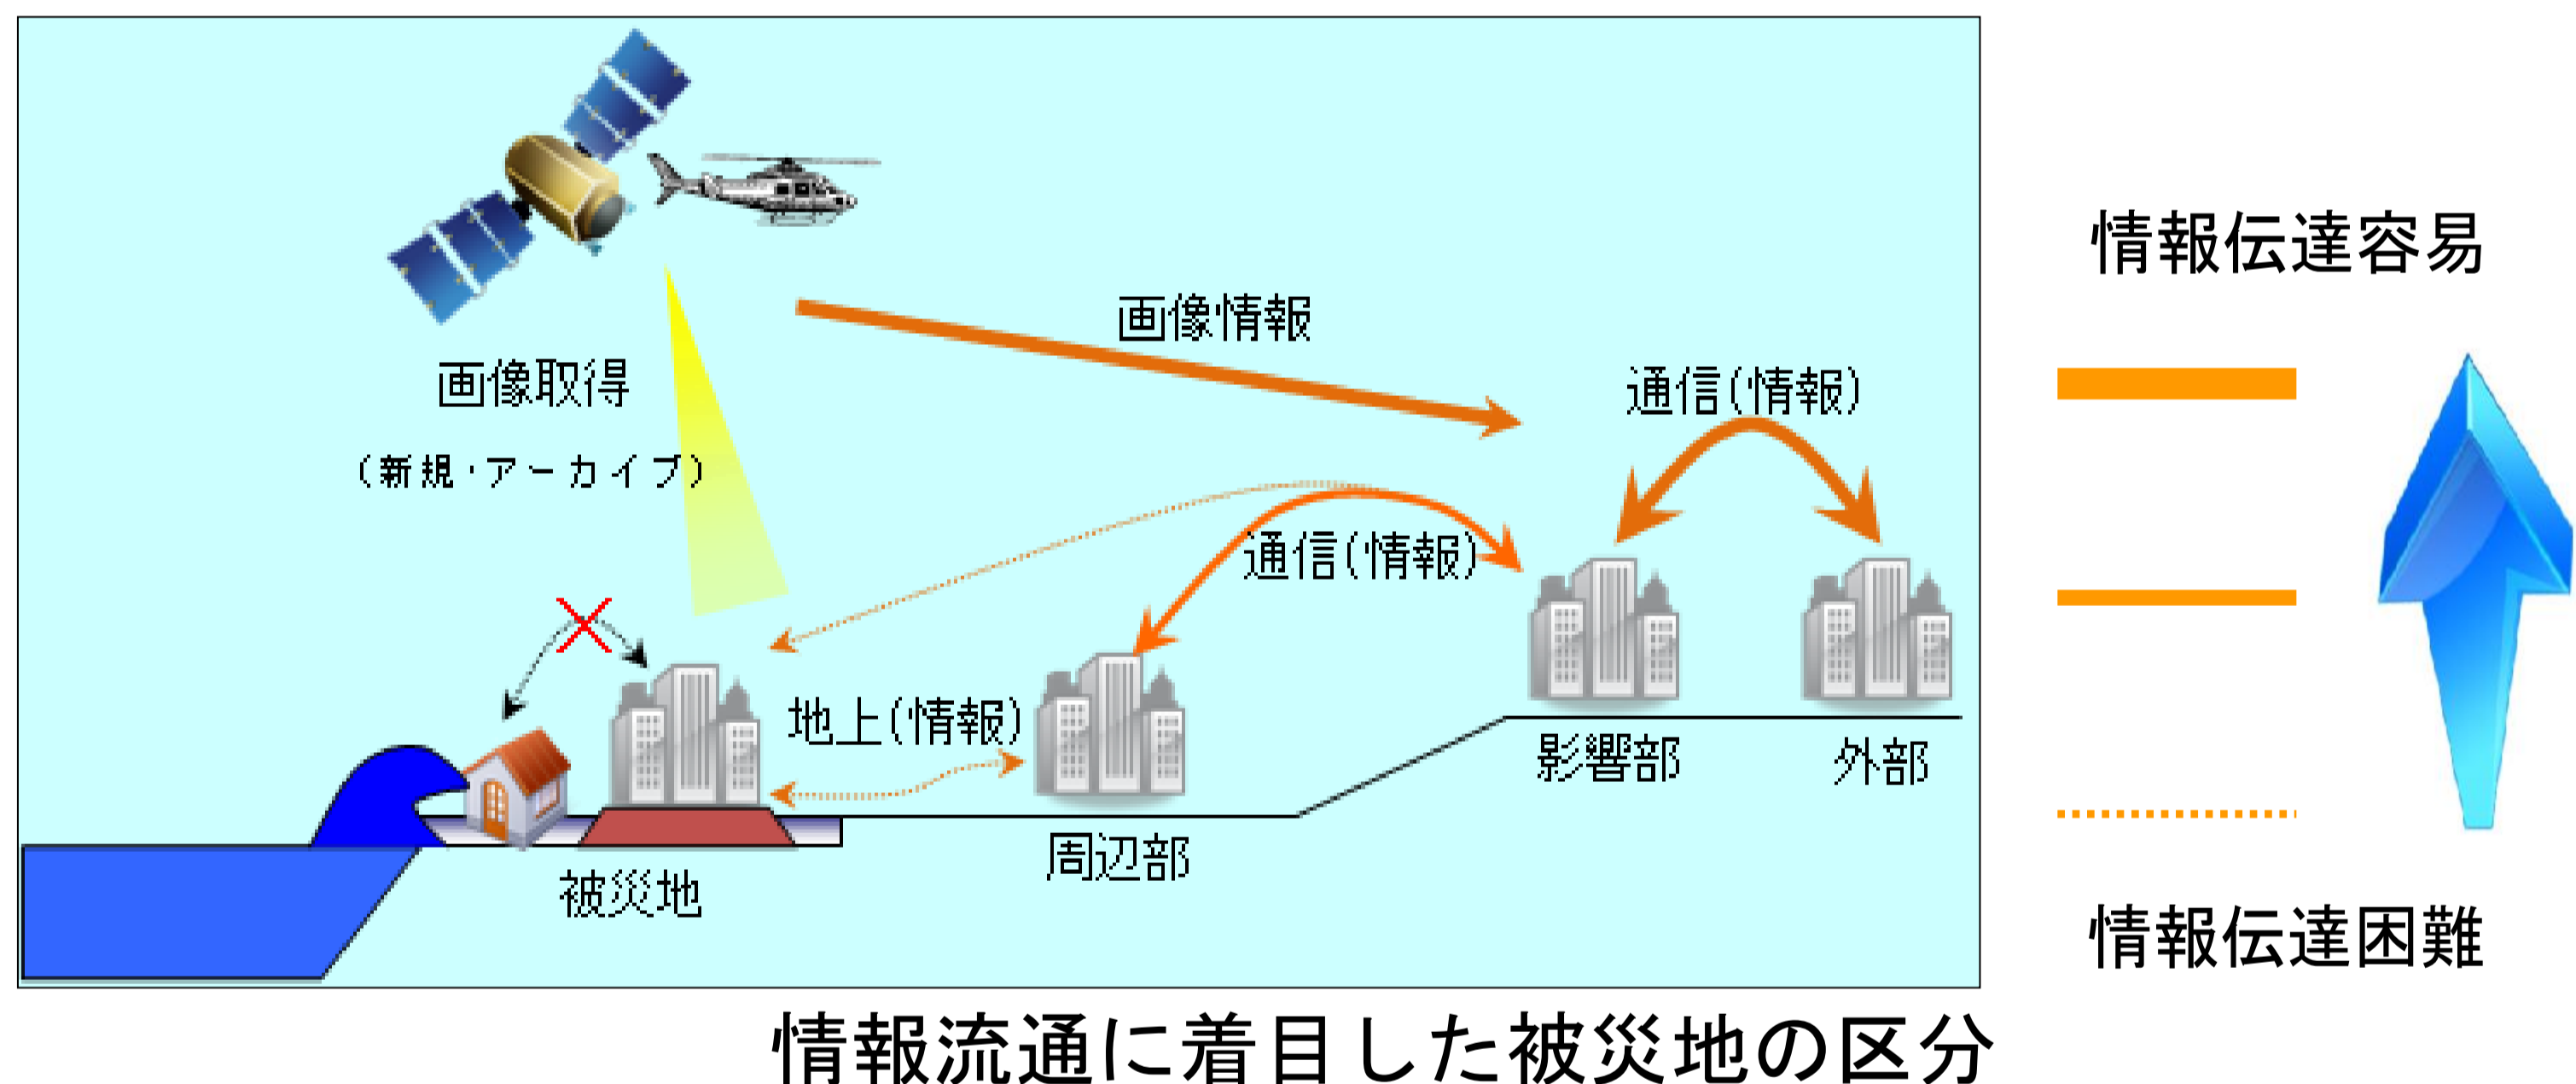 画像情報
通信(情報)
画像取得
(新規・アーカイブ)
通信(情報)
地上(情報)
影響部
外部
周辺部
被災地
情報伝達容易
情報伝達困難
情報流通に着目した被災地の区分